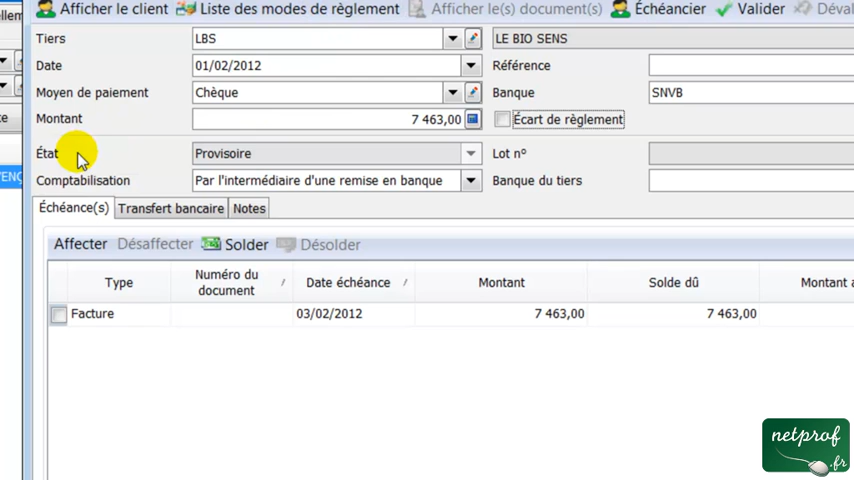 ellem
Afficher le client Liste des modes de règlement Afficher le(s) document(s) Échéancier Valider Déval
Tiers LBS LE BIO SENS
Date 01/02/2012 Référence
Moyen de paiement Chèque Banque SNVB
Montant 7 463,00 Écart de règlement
État Provisoire Lot n°
VENÇ
Comptabilisation Par l'intermédiaire d'une remise en banque Banque du tiers
Échéance(s) Transfert bancaire Notes
Affecter Désaffecter Solder Désolder
Type Numéro du document Date échéance Montant Solde dû Montant a
Facture 03/02/2012 7 463,00 7 463,00
netprof
.fr